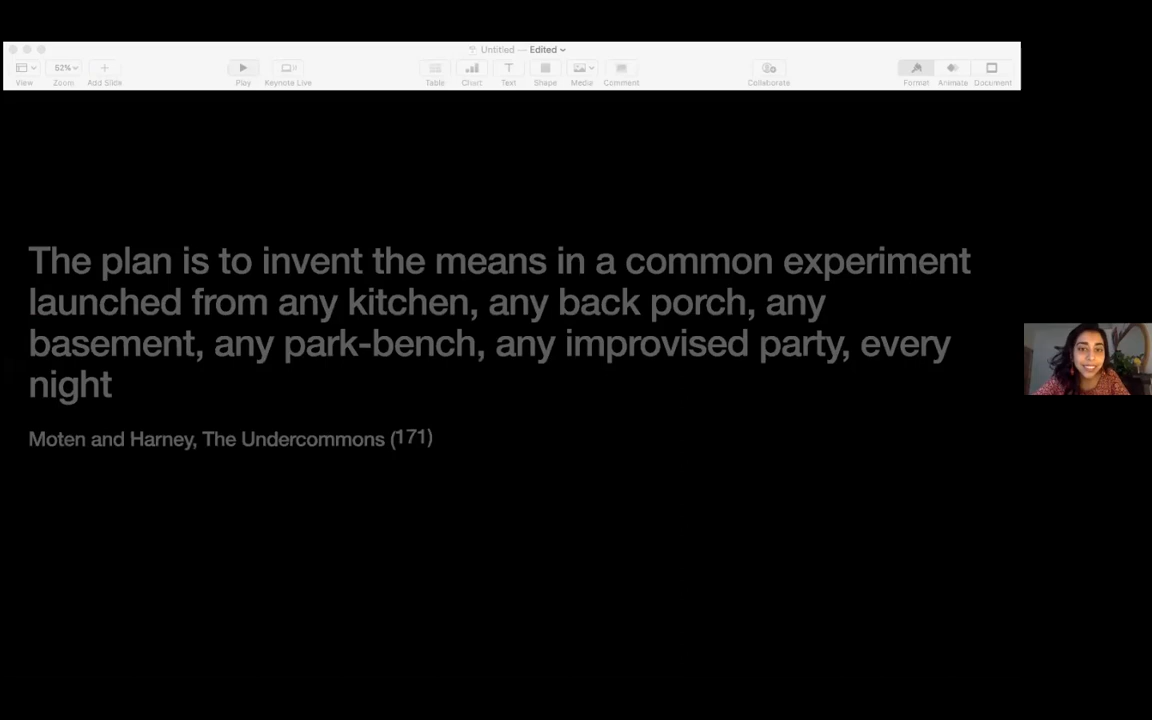 Untitled — Edited
52%
View Zoom Add Slide Play Keynote Live Table Chart Text Shape Media Comment Collaborate Format Animate Document
The plan is to invent the means in a common experiment
launched from any kitchen, any back porch, any
basement, any park-bench, any improvised party, every
night
Moten and Harney, The Undercommons (171)